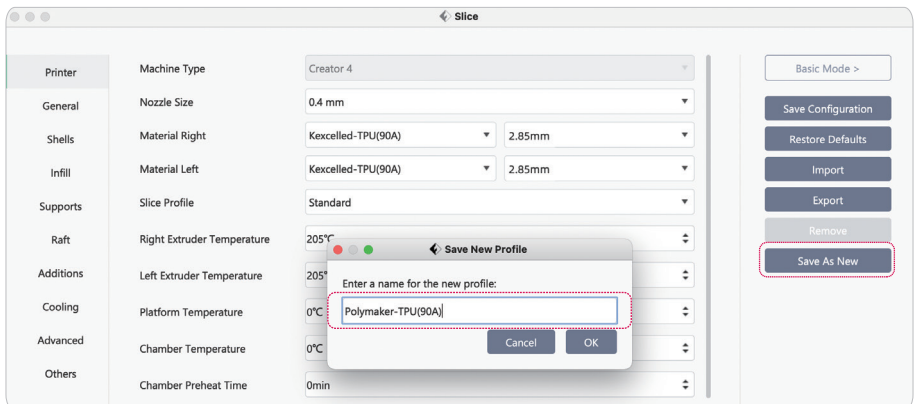 Slice
Printer
General
Shells
Infill
Supports
Raft
Additions
Cooling
Advanced
Others
Machine Type Creator 4
Nozzle Size 0.4 mm
Material Right Kexcelled-TPU(90A) 2.85mm
Material Left Kexcelled-TPU(90A) 2.85mm
Slice Profile Standard
Right Extruder Temperature 205℃
Left Extruder Temperature 205°
Platform Temperature 0℃
Chamber Temperature 0℃
Chamber Preheat Time 0min
Save New Profile
Enter a name for the new profile:
Polymaker-TPU(90A)
Cancel OK
Basic Mode >
Save Configuration
Restore Defaults
Import
Export
Remove
Save As New